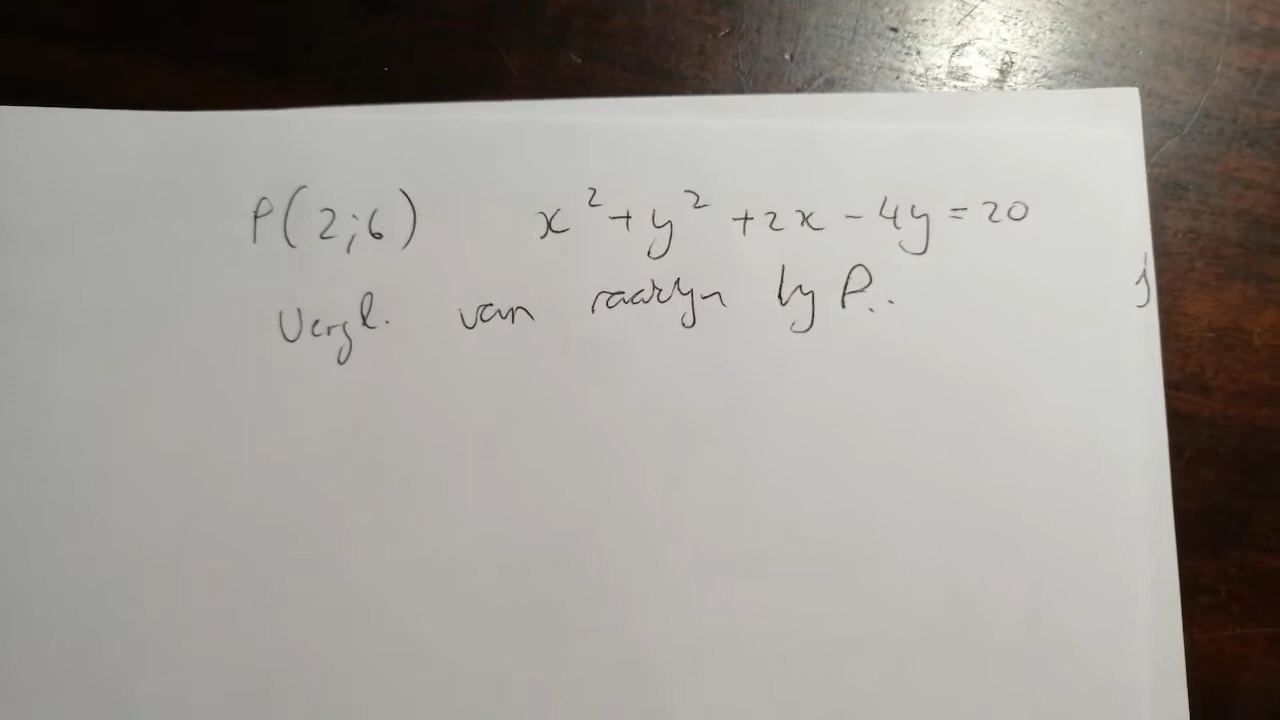 P(2;6) x²+y²+2x-4y=20
Vergl. van raaklyn by P..